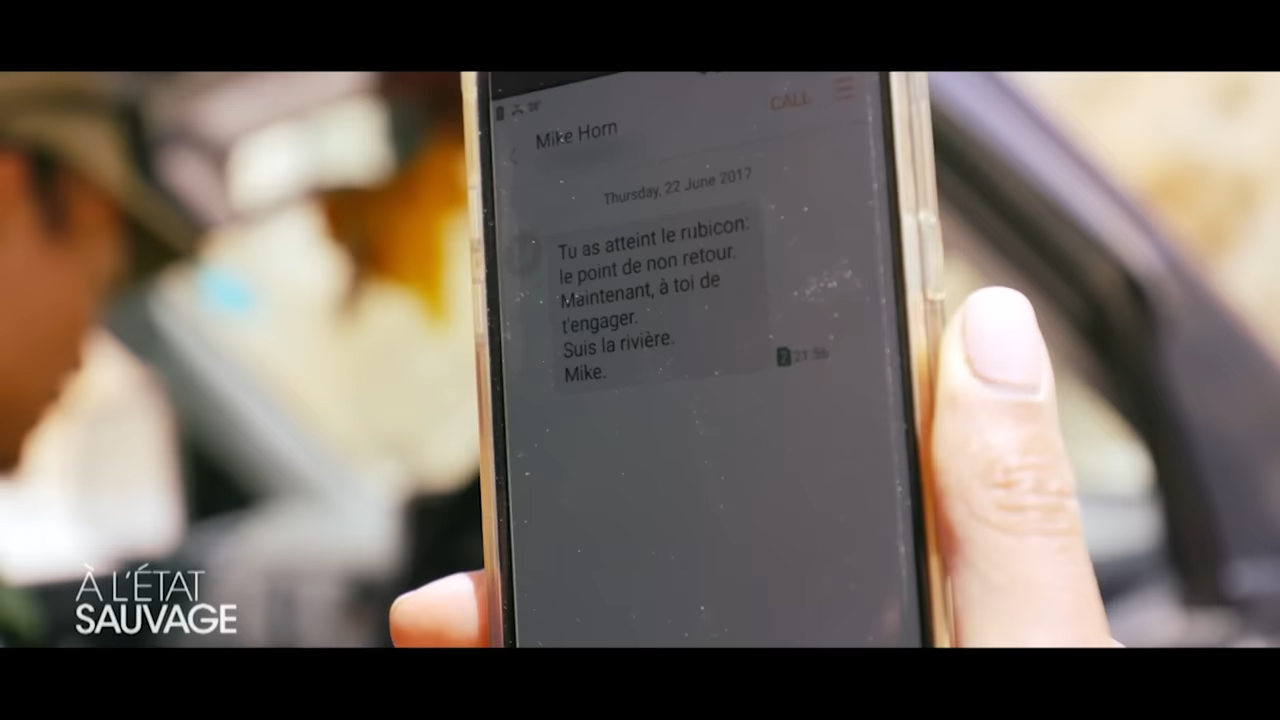 CALL
Mike Horn
Thursday, 22 June 2017
Tu as atteint le rubicon:
le point de non retour.
Maintenant, à toi de
t'engager.
Suis la rivière.
Mike.
À L'ÉTAT
SAUVAGE